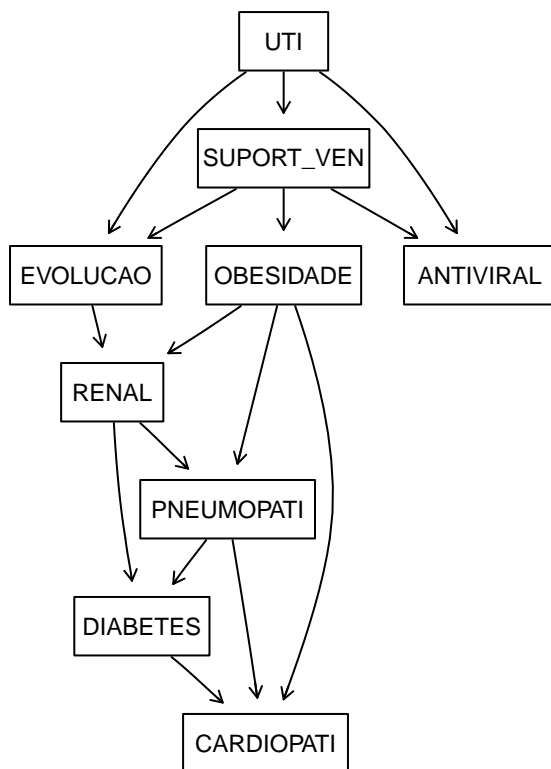 UTI
SUPORT_VEN
EVOLUCAO
OBESIDADE
ANTIVIRAL
RENAL
PNEUMOPATI
DIABETES
CARDIOPATI